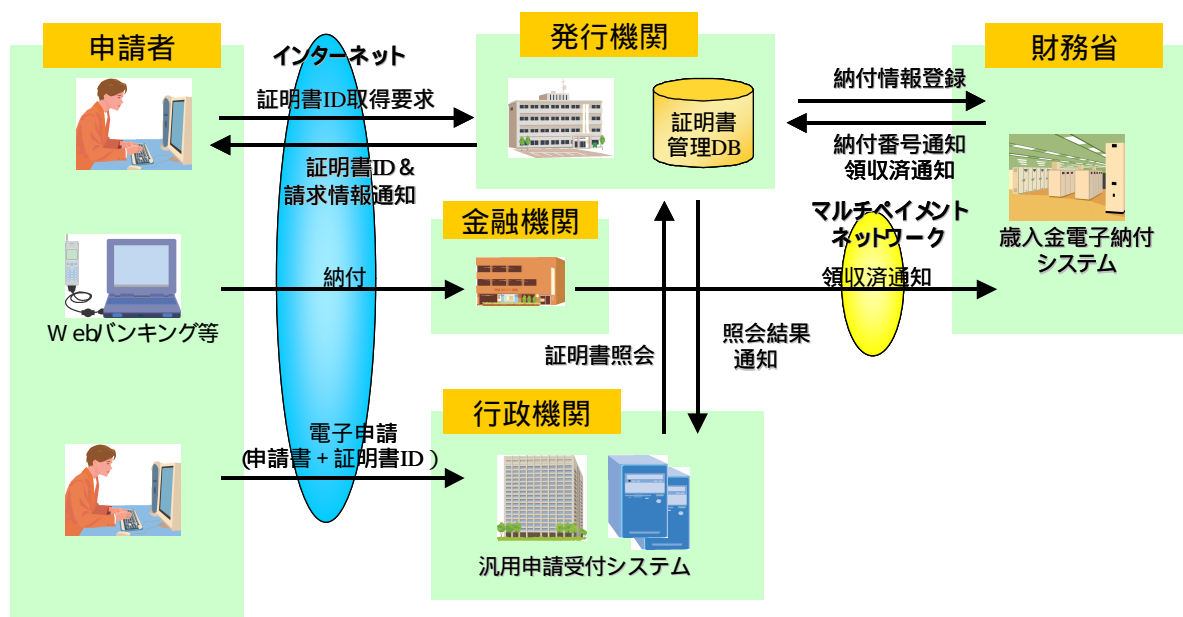 申請者
インターネット
発行機関
財務省
証明書ID取得要求
証明書ID＆
請求情報通知
証明書
管理DB
納付情報登録
納付番号通知
領収済通知
マルチペイメント
ネットワーク
歳入金電子納付
システム
金融機関
納付
領収済通知
Webバンキング等
証明書照会
照会結果
通知
行政機関
電子申請
(申請書＋証明書ID）
汎用申請受付システム